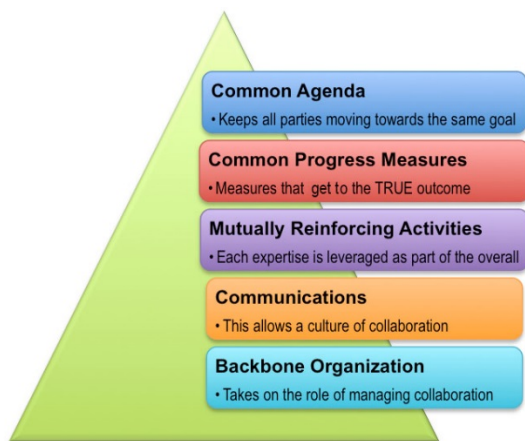 Common Agenda
• Keeps all parties moving towards the same goal
Common Progress Measures
• Measures that get to the TRUE outcome
Mutually Reinforcing Activities
• Each expertise is leveraged as part of the overall
Communications
• This allows a culture of collaboration
Backbone Organization
• Takes on the role of managing collaboration